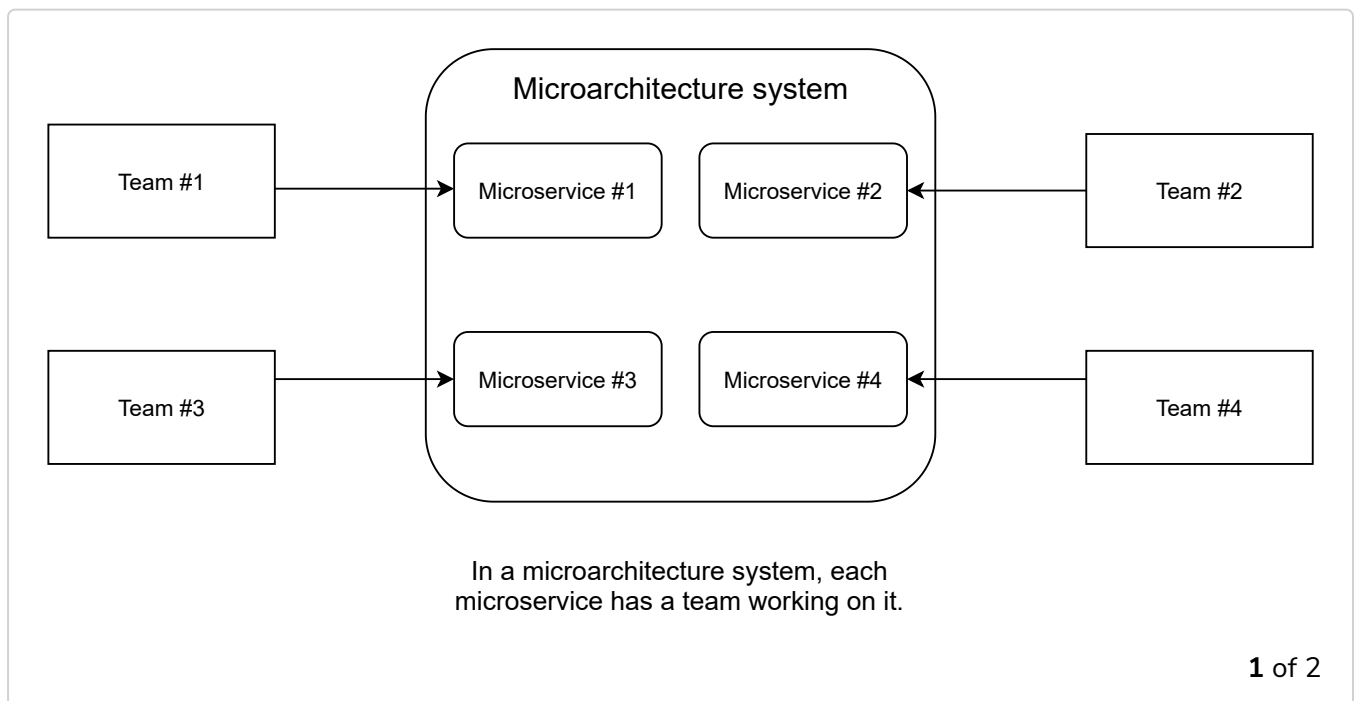 Microarchitecture system
Team #1
Microservice #1
Microservice #2
Team #2
Team #3
Microservice #3
Microservice #4
Team #4
In a microarchitecture system, each
microservice has a team working on it.
1 of 2